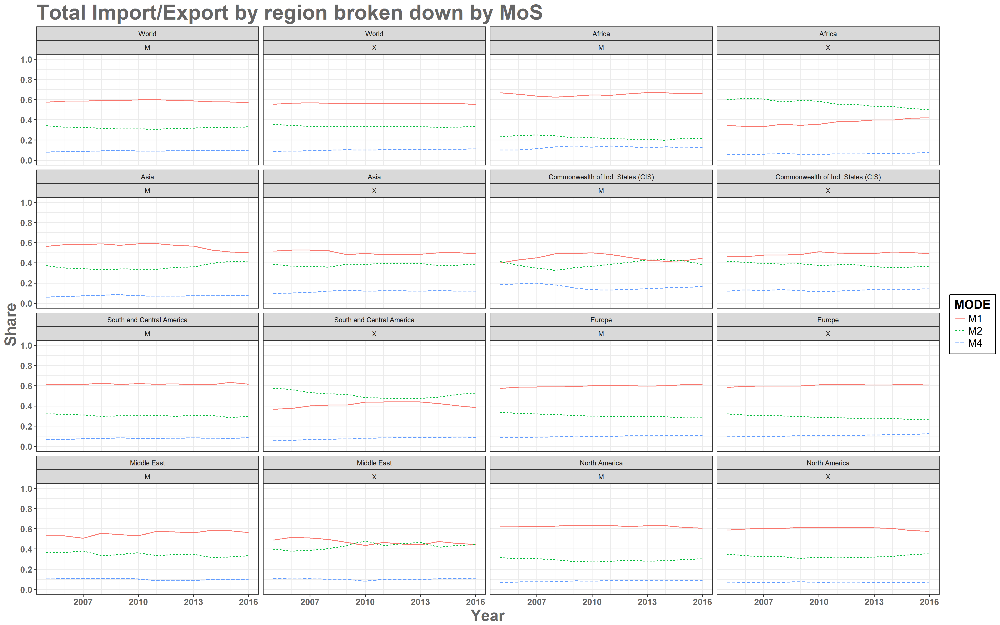 Total Import/Export by region broken down by MoS
World World Africa Africa
M X M X
1.0
0.8
0.6
0.4
0.2
0.0
Asia Asia Commonwealth of Ind. States (CIS) Commonwealth of Ind. States (CIS)
M X M X
1.0
0.8
0.6
0.4
0.2
0.0
South and Central America South and Central America Europe Europe
M X M X
1.0
0.8
0.6
0.4
0.2
0.0
Middle East Middle East North America North America
M X M X
1.0
0.8
0.6
0.4
0.2
0.0
2007 2010 2013 2016 2007 2010 2013 2016 2007 2010 2013 2016 2007 2010 2013 2016
Year
Share
MODE
M1
M2
M4